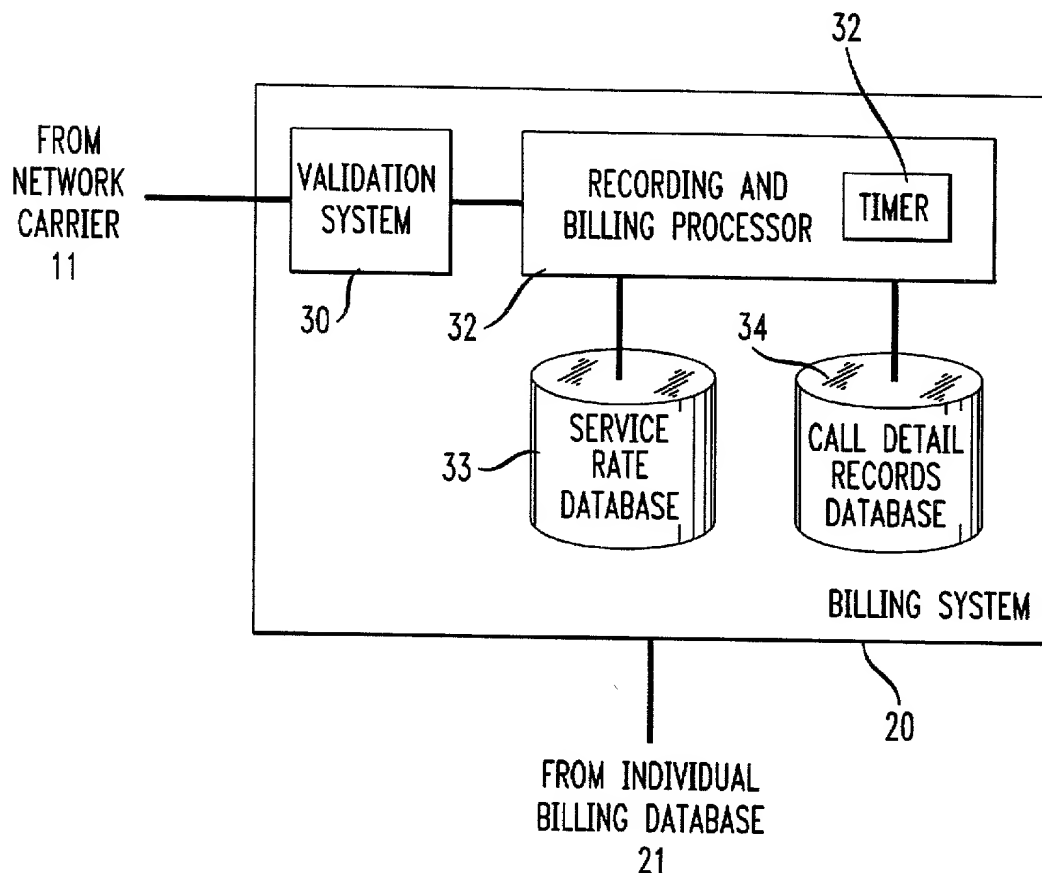 32
FROM
NETWORK
CARRIER
11
VALIDATION
SYSTEM
30
RECORDING AND
BILLING PROCESSOR
TIMER
32
34
SERVICE
RATE
DATABASE
33
CALL DETAIL
RECORDS
DATABASE
BILLING SYSTEM
20
FROM INDIVIDUAL
BILLING DATABASE
21